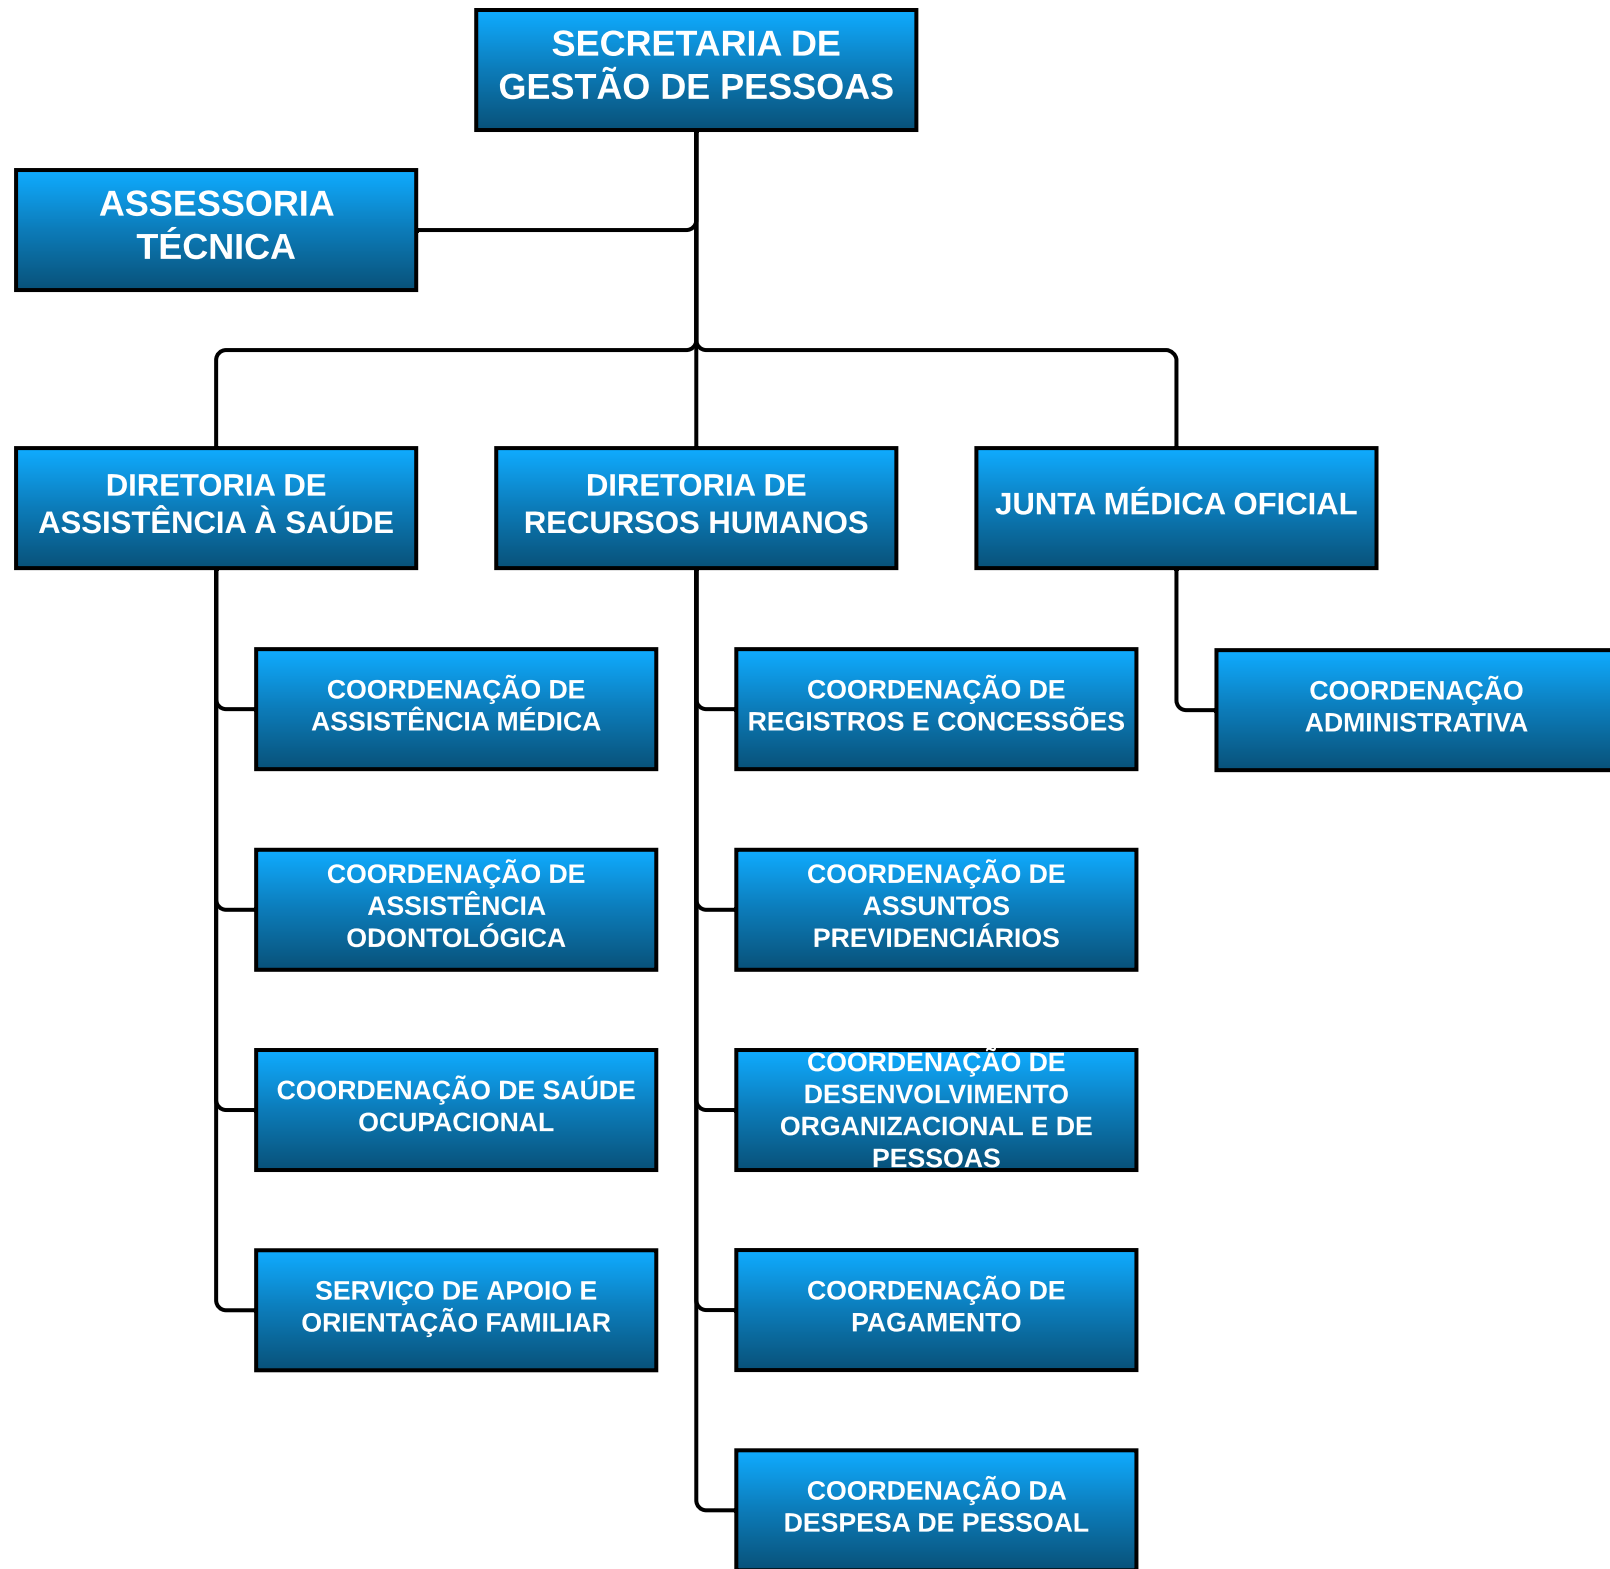 SECRETARIA DE
GESTÃO DE PESSOAS
ASSESSORIA
TÉCNICA
DIRETORIA DE
ASSISTÊNCIA À SAÚDE
DIRETORIA DE
RECURSOS HUMANOS
JUNTA MÉDICA OFICIAL
COORDENAÇÃO DE
ASSISTÊNCIA MÉDICA
COORDENAÇÃO DE
ASSISTÊNCIA
ODONTOLÓGICA
COORDENAÇÃO DE SAÚDE
OCUPACIONAL
SERVIÇO DE APOIO E
ORIENTAÇÃO FAMILIAR
COORDENAÇÃO DE
REGISTROS E CONCESSÕES
COORDENAÇÃO DE
ASSUNTOS
PREVIDENCIÁRIOS
COORDENAÇÃO DE
DESENVOLVIMENTO
ORGANIZACIONAL E DE
PESSOAS
COORDENAÇÃO DE
PAGAMENTO
COORDENAÇÃO DA
DESPESA DE PESSOAL
COORDENAÇÃO
ADMINISTRATIVA